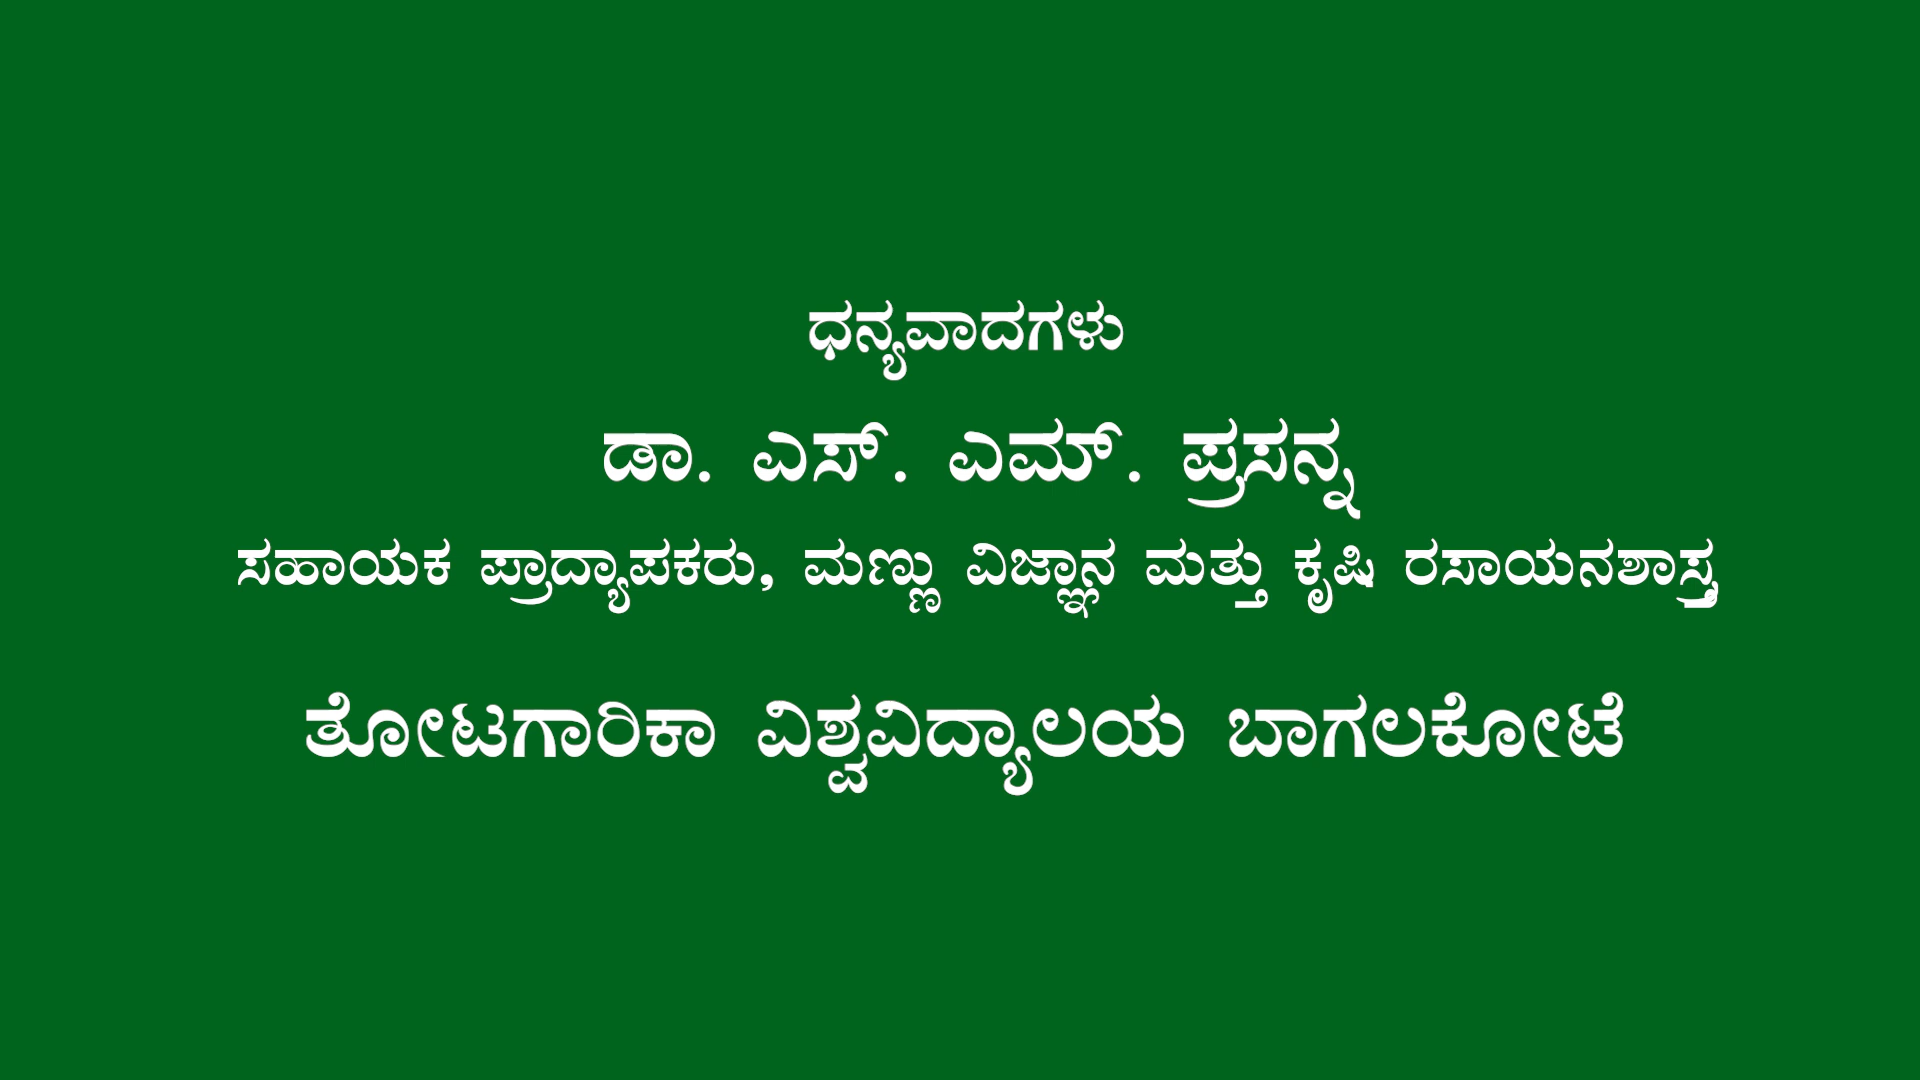 ಧನ್ಯವಾದಗಳು
ಡಾ. ಎಸ್. ಎಮ್. ಪ್ರಸನ್ನ
ಸಹಾಯಕ ಪ್ರಾದ್ಯಾಪಕರು, ಮಣ್ಣು ವಿಜ್ಞಾನ ಮತ್ತು ಕೃಷಿ ರಸಾಯನಶಾಸ್ತ್ರ
ತೋಟಗಾರಿಕಾ ವಿಶ್ವವಿದ್ಯಾಲಯ ಬಾಗಲಕೋಟೆ